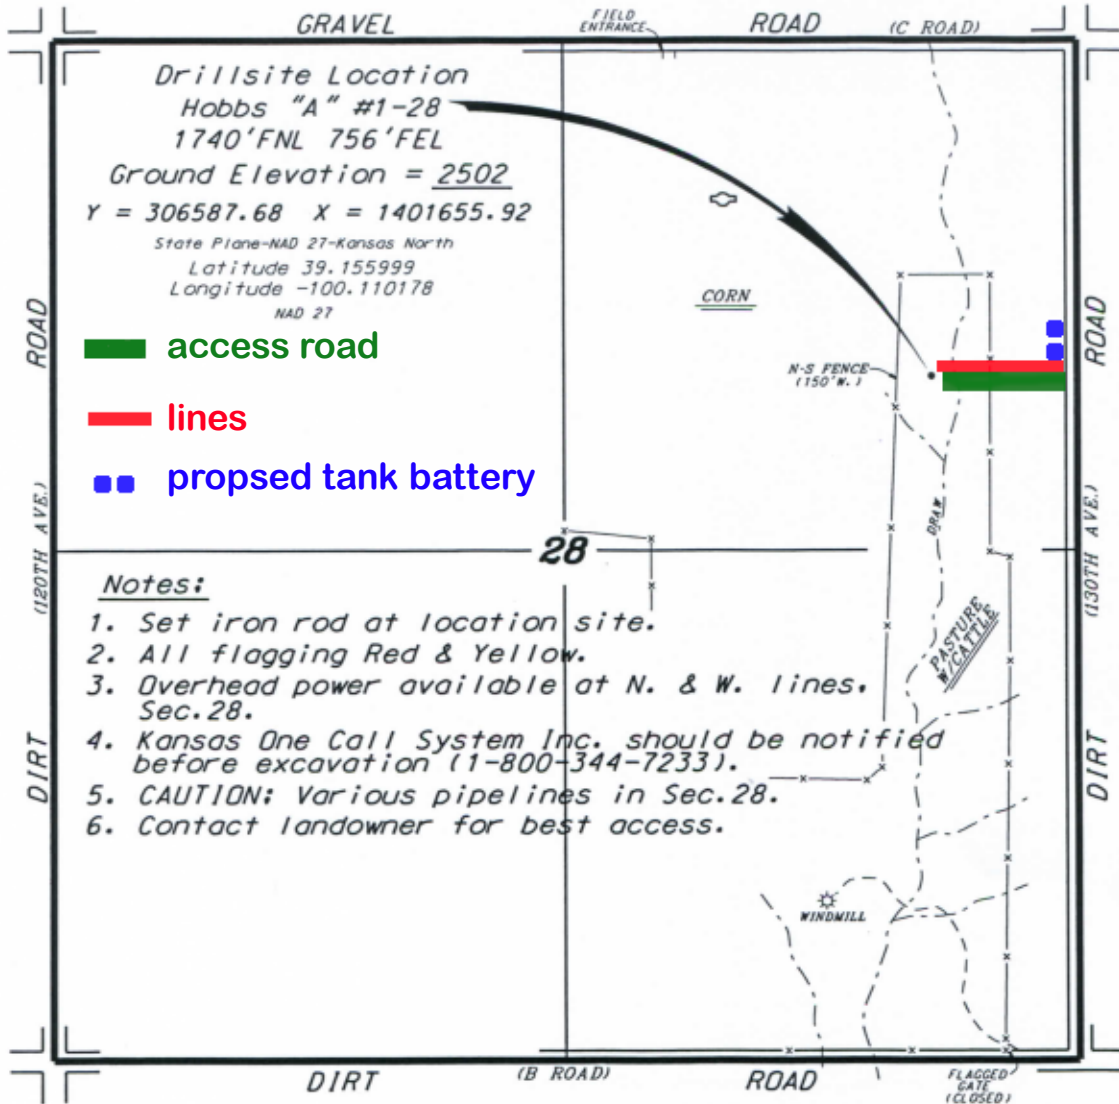 GRAVEL
FIELD
ENTRANCE
ROAD
(C ROAD)
Drillsite Location
Hobbs "A" #1-28
1740'FNL 756'FEL
Ground Elevation = 2502
Y = 306587.68 X = 1401655.92
State Plane-NAD 27-Kansas North
Latitude 39.155999
Longitude -100.110178
NAD 27
access road
lines
propsed tank battery
ROAD
(120TH AVE.)
DIRT
CORN
N-S FENCE
(150'W.)
DRAW
28
PASTURE
W/CATTLE
ROAD
(130TH AVE.)
DIRT
Notes:
1. Set iron rod at location site.
2. All flagging Red & Yellow.
3. Overhead power available at N. & W. lines.
Sec.28.
4. Kansas One Call System Inc. should be notified
before excavation (1-800-344-7233).
5. CAUTION: Various pipelines in Sec.28.
6. Contact landowner for best access.
WINDMILL
DIRT
(B ROAD)
ROAD
FLAGGED
GATE
(CLOSED)